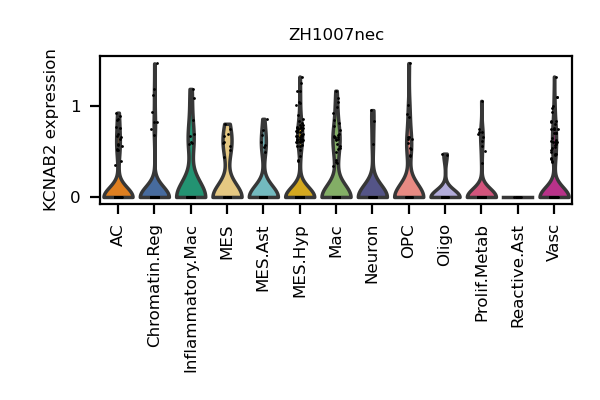 ZH1007nec
KCNAB2 expression
1
0
AC
Chromatin.Reg
Inflammatory.Mac
MES
MES.Ast
MES.Hyp
Mac
Neuron
OPC
Oligo
Prolif.Metab
Reactive.Ast
Vasc